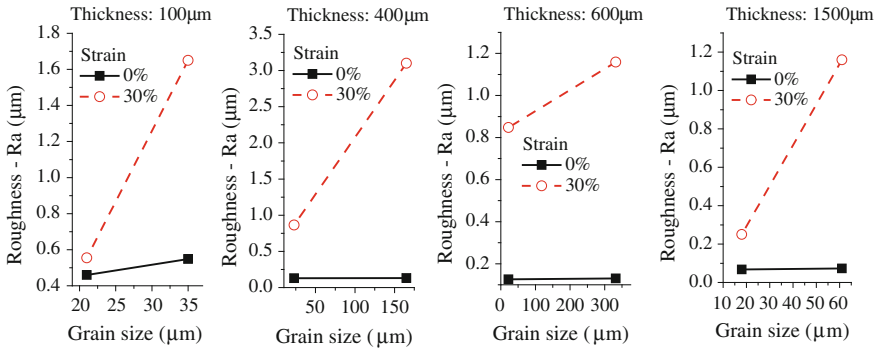 Thickness: 100μm
Roughness - Ra (μm)
1.8
1.6
1.4
1.2
1.0
0.8
0.6
0.4
Strain
0%
30%
20 25 30 35
Grain size (μm)
Thickness: 400μm
Roughness - Ra (μm)
3.5
3.0
2.5
2.0
1.5
1.0
0.5
0.0
Strain
0%
30%
50 100 150
Grain size (μm)
Thickness: 600μm
Roughness - Ra (μm)
1.2
1.0
0.8
0.6
0.4
0.2
Strain
0%
30%
0 100 200 300
Grain size (μm)
Thickness: 1500μm
Roughness - Ra (μm)
1.2
1.0
0.8
0.6
0.4
0.2
0.0
Strain
0%
30%
10 20 30 40 50 60
Grain size (μm)